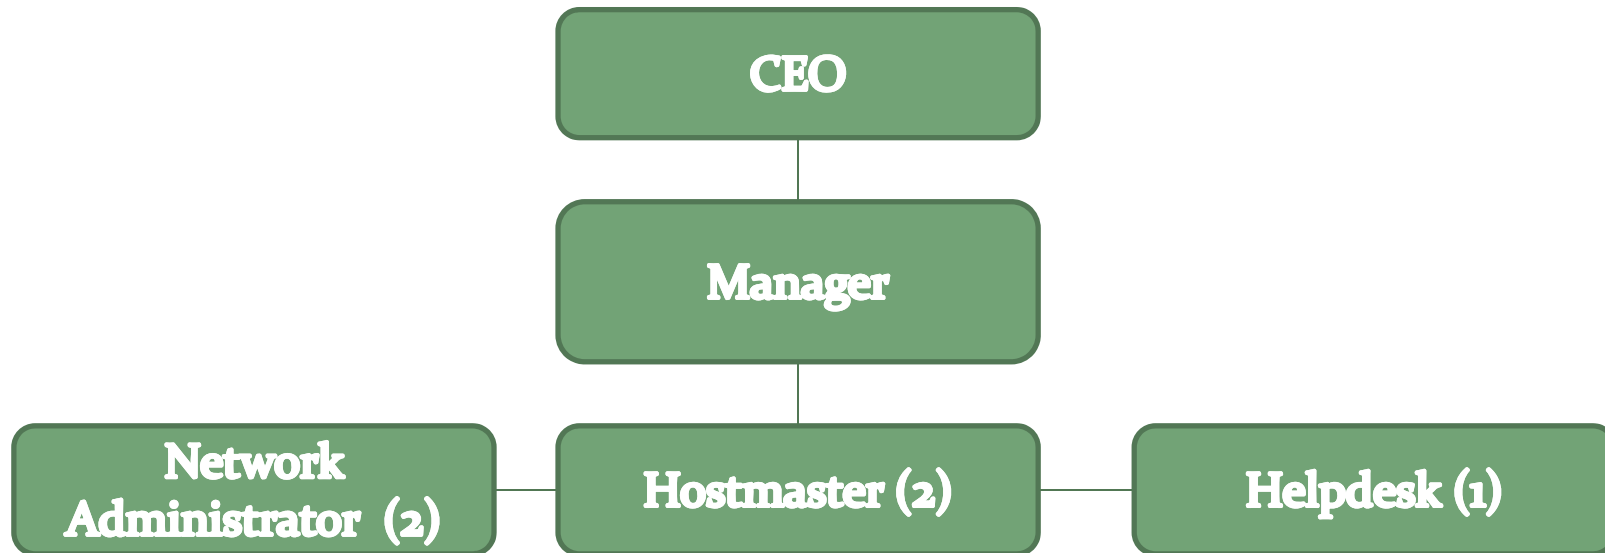 CEO
Manager
Network
Administrator (2)
Hostmaster (2)
Helpdesk (1)